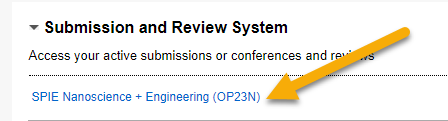 Submission and Review System
Access your active submissions or conferences and reviews
SPIE Nanoscience + Engineering (OP23N)